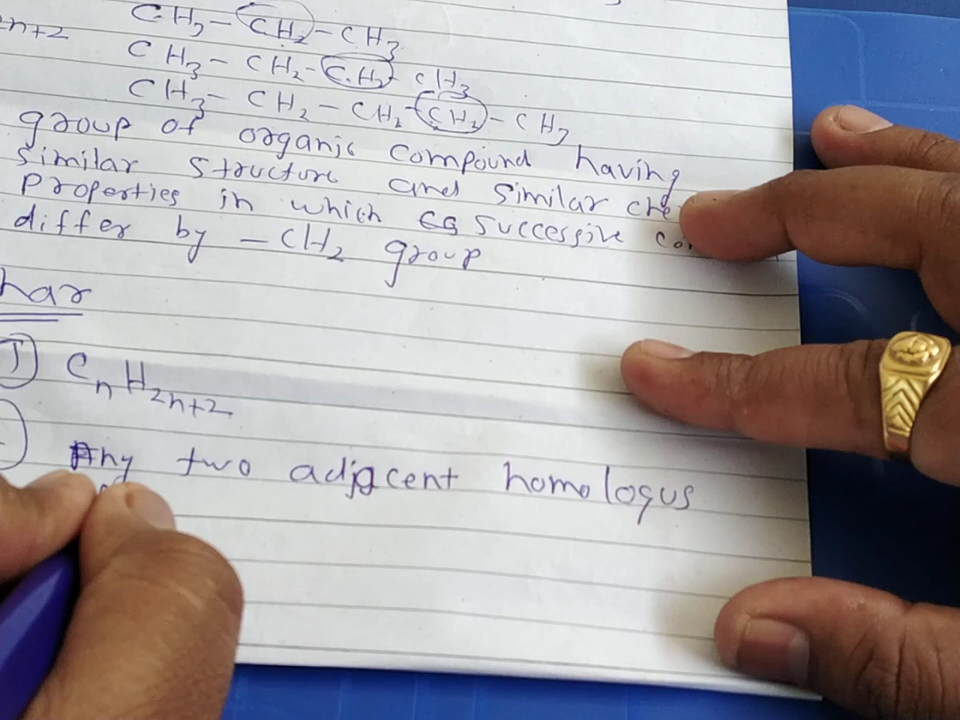 CH3-CH2-CH3
n+2
CH3-CH2-CH2-CH3
CH3-CH2-CH2-CH2-CH3
group of organic compound having
similar structure and similar che
properties in which successive co
differ by -CH2 group
har
I) CnH2n+2
Any two adjacent homologus